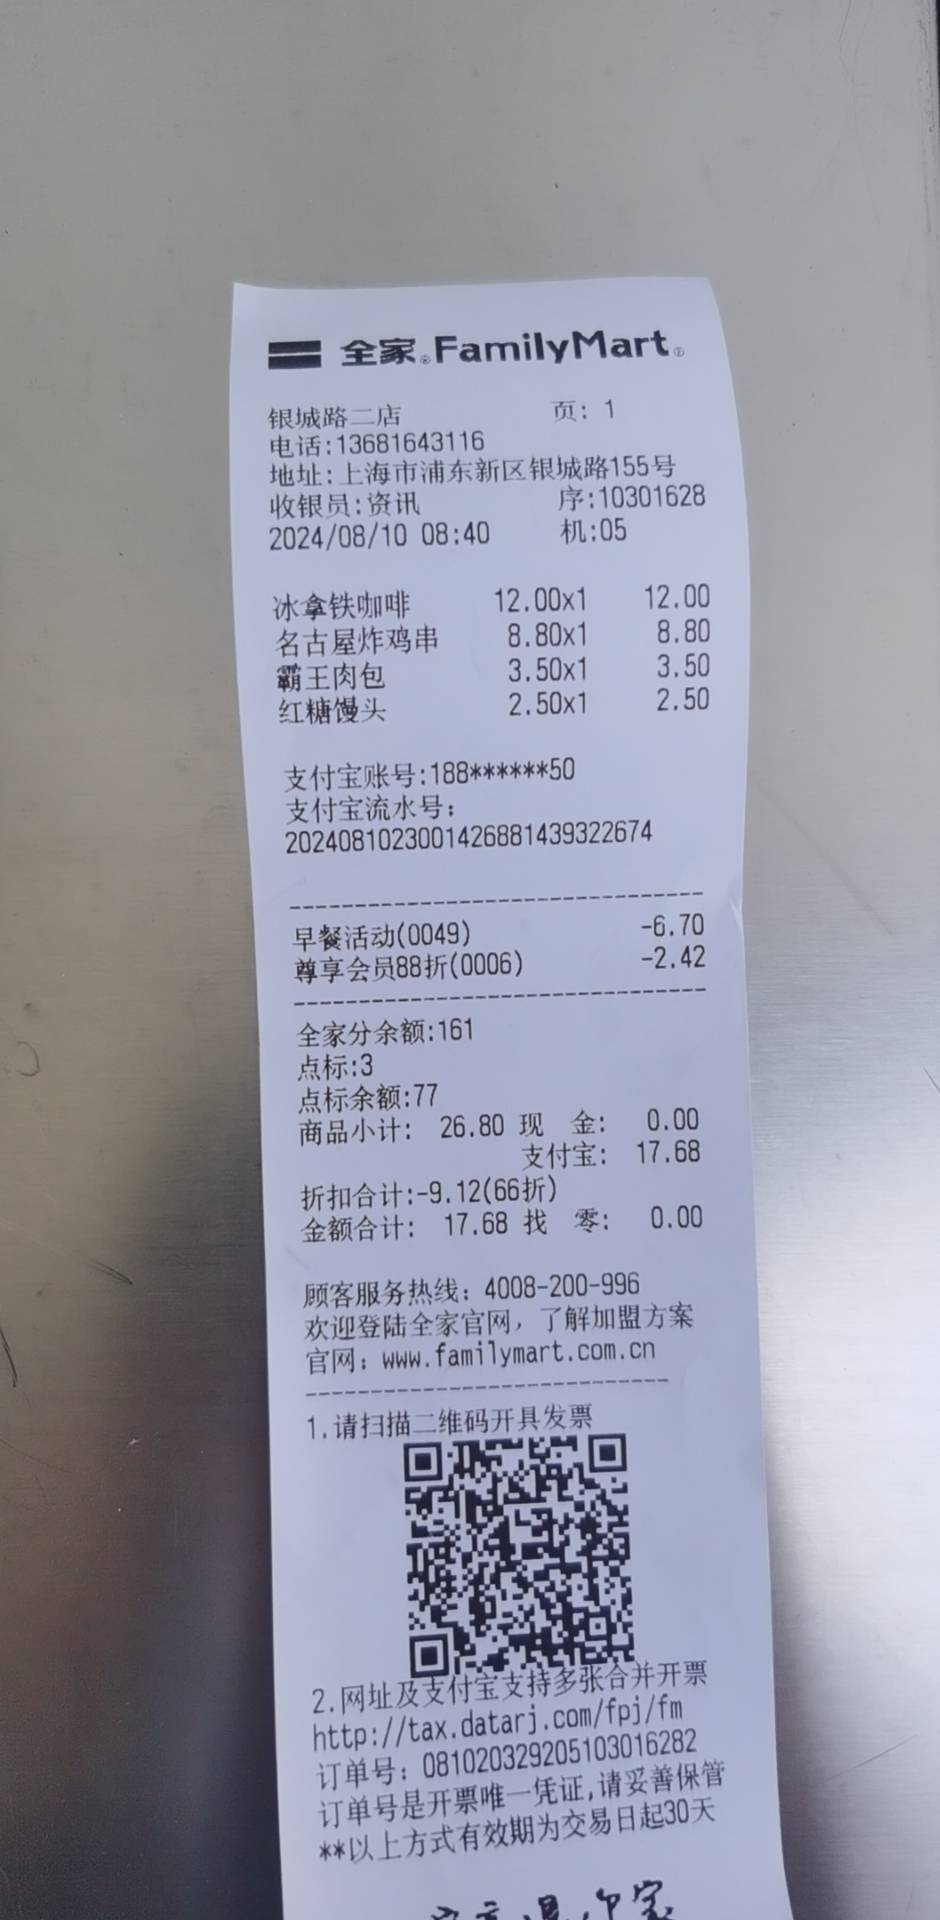 全家®FamilyMart®
银城路二店 页: 1
电话:13681643116
地址:上海市浦东新区银城路155号
收银员:资讯 序:10301628
2024/08/10 08:40 机:05
冰拿铁咖啡 12.00x1 12.00
名古屋炸鸡串 8.80x1 8.80
霸王肉包 3.50x1 3.50
红糖馒头 2.50x1 2.50
支付宝账号:188******50
支付宝流水号:
2024081023001426881439322674
早餐活动(0049) -6.70
尊享会员88折(0006) -2.42
全家分余额:161
点标:3
点标余额:77
商品小计: 26.80 现 金: 0.00
支付宝: 17.68
折扣合计:-9.12(66折)
金额合计: 17.68 找 零: 0.00
顾客服务热线: 4008-200-996
欢迎登陆全家官网,了解加盟方案
官网: www.familymart.com.cn
1.请扫描二维码开具发票
2.网址及支付宝支持多张合并开票
http://tax.datarj.com/fpj/fm
订单号: 0810203292051030​16282
订单号是开票唯一凭证,请妥善保管
**以上方式有效期为交易日起30天